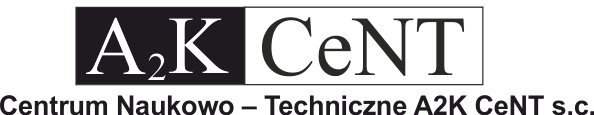 A₂K CeNT
Centrum Naukowo – Techniczne A2K CeNT s.c.